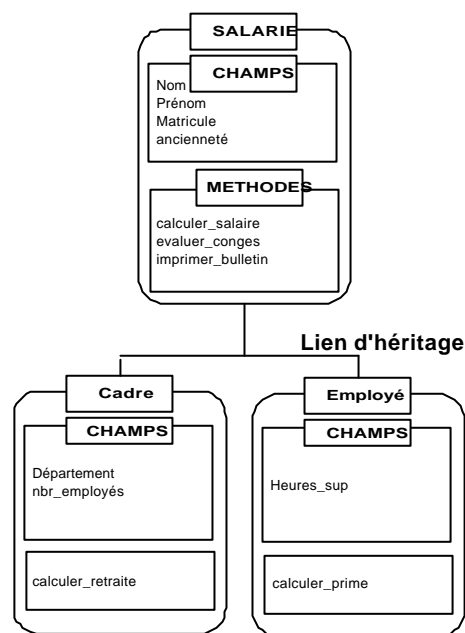 SALARIE
CHAMPS
Nom
Prénom
Matricule
ancienneté
METHODES
calculer_salaire
evaluer_conges
imprimer_bulletin
Lien d'héritage
Cadre
CHAMPS
Département
nbr_employés
calculer_retraite
Employé
CHAMPS
Heures_sup
calculer_prime